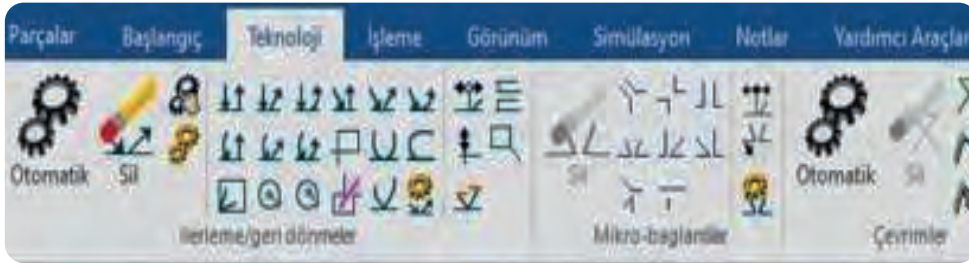 Parçalar Başlangıç Teknoloji İşleme Görünüm Simülasyon Notlar Yardımcı Araçlar
Otomatik Sil Sil Otomatik Sil
İlerleme/geri dönmeler Mikro-bağlantılar Çevrimler